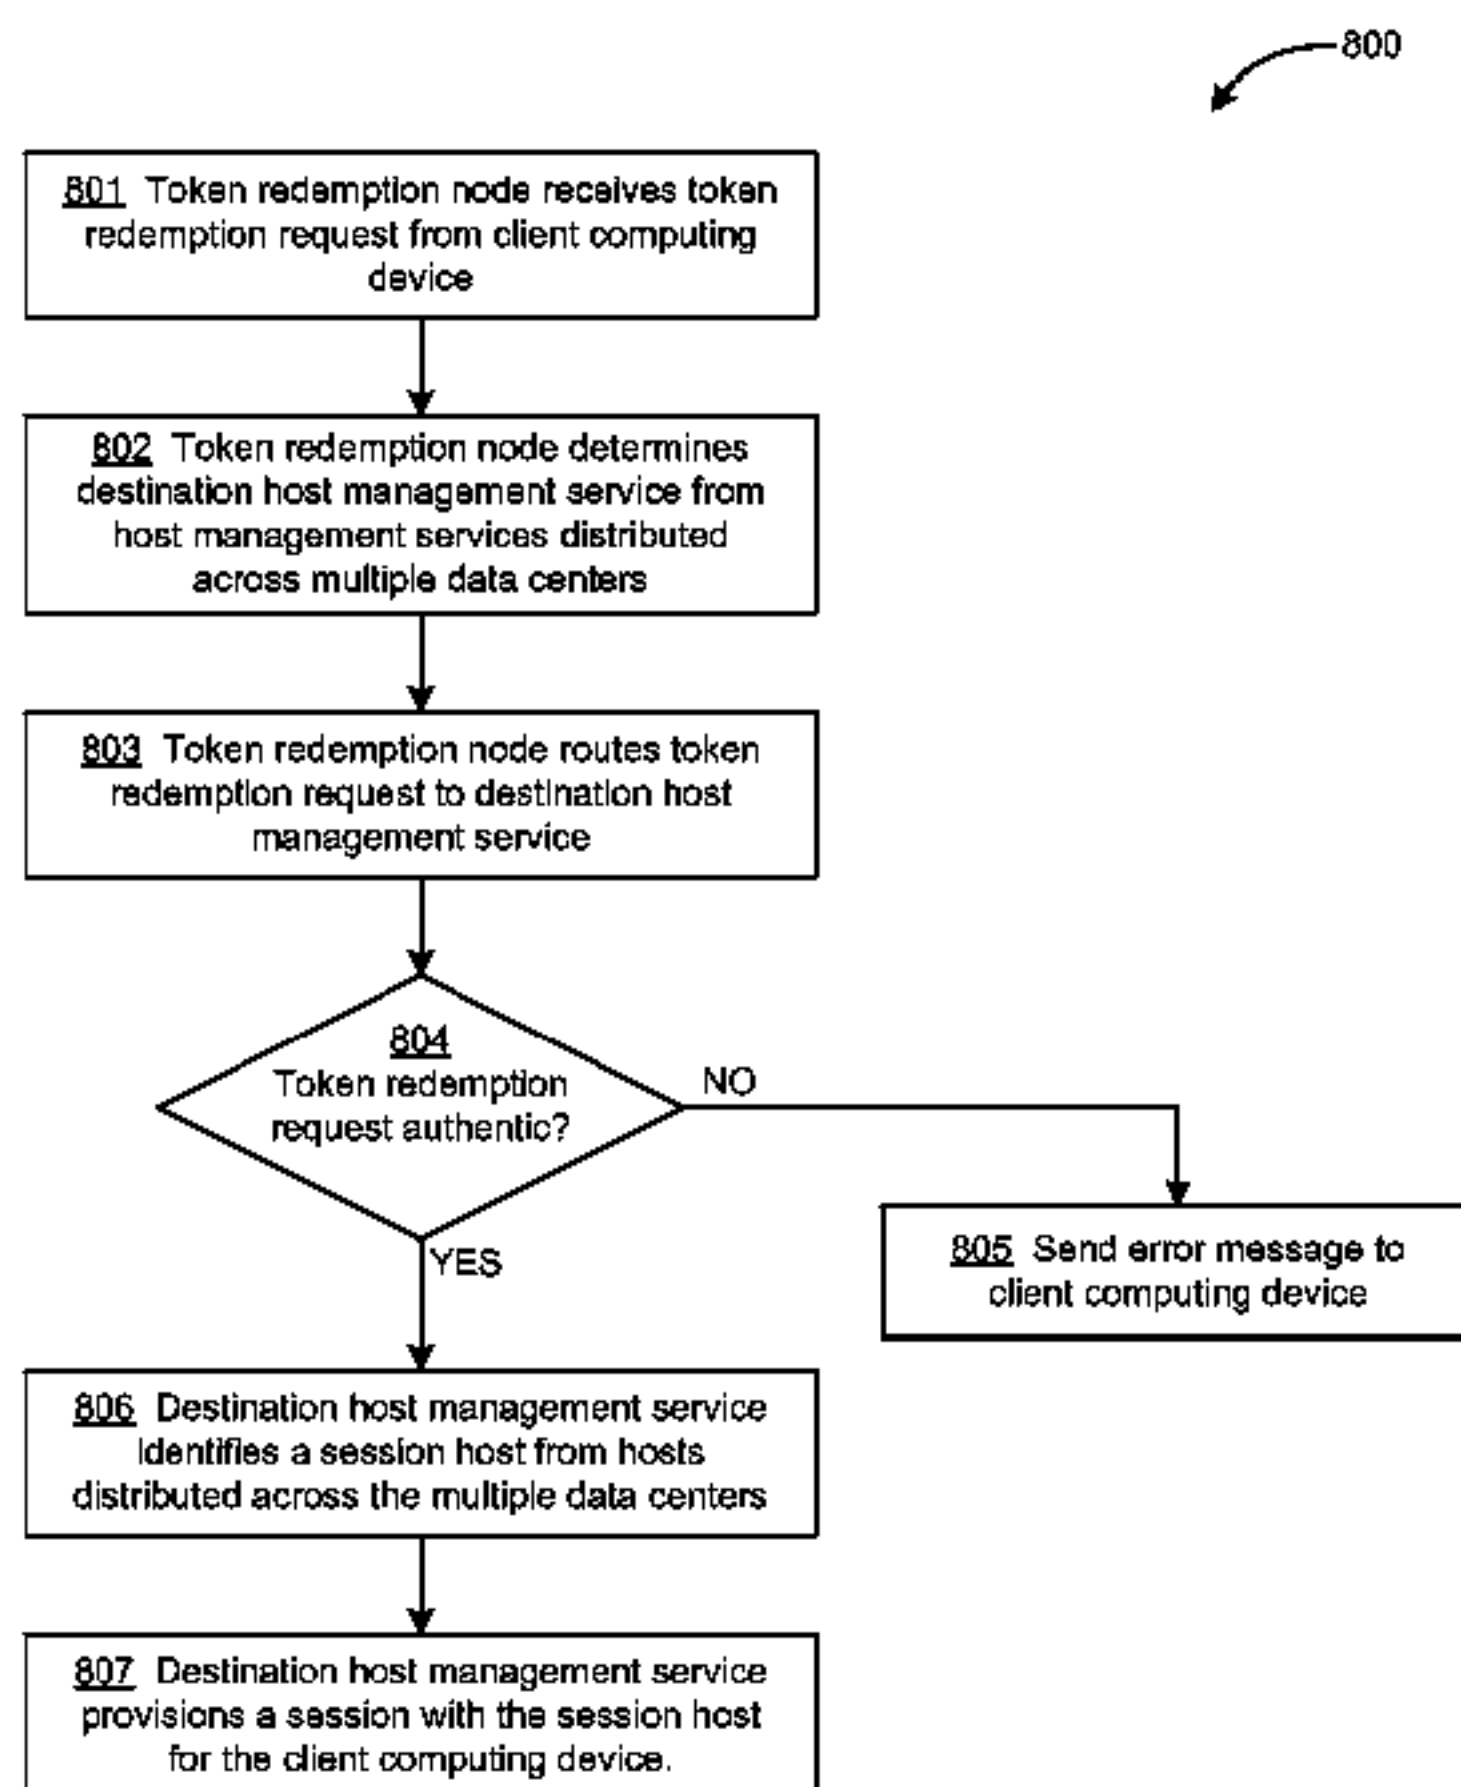 800
801 Token redemption node receives token
redemption request from client computing
device
802 Token redemption node determines
destination host management service from
host management services distributed
across multiple data centers
803 Token redemption node routes token
redemption request to destination host
management service
804
Token redemption
request authentic?
NO
YES
805 Send error message to
client computing device
806 Destination host management service
identifies a session host from hosts
distributed across the multiple data centers
807 Destination host management service
provisions a session with the session host
for the client computing device.